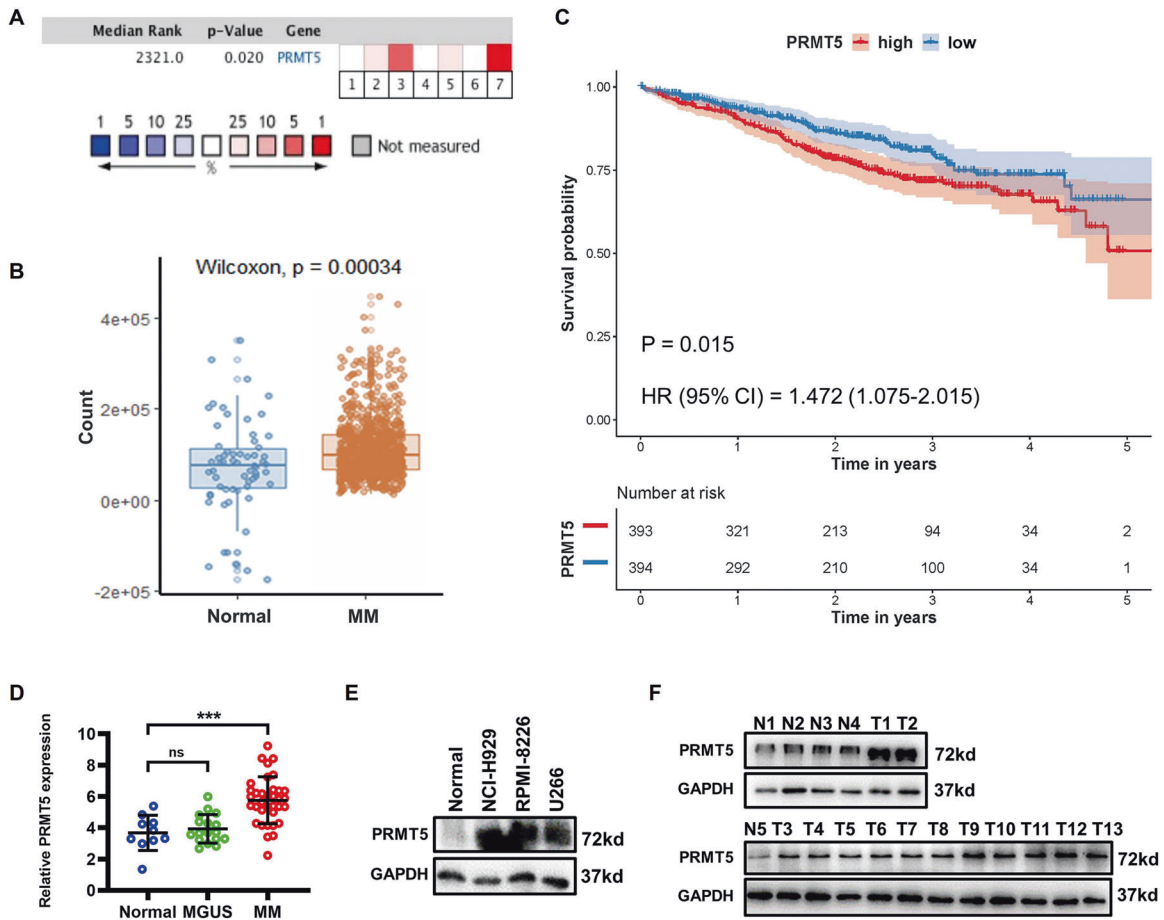 A
Median Rank p-Value Gene
2321.0 0.020 PRMT5
1 2 3 4 5 6 7
1 5 10 25 25 10 5 1
%
Not measured
B
Wilcoxon, p = 0.00034
Count
4e+05
2e+05
0e+00
-2e+05
Normal MM
C
PRMT5 high low
Survival probability
1.00
0.75
0.50
0.25
0.00
P = 0.015
HR (95% CI) = 1.472 (1.075-2.015)
0 1 2 3 4 5
Time in years
Number at risk
PRMT5
393 321 213 94 34 2
394 292 210 100 34 1
0 1 2 3 4 5
Time in years
D
Relative PRMT5 expression
10
8
6
4
2
0
***
ns
Normal MGUS MM
E
Normal NCI-H929 RPMI-8226 U266
PRMT5 72kd
GAPDH 37kd
F
N1 N2 N3 N4 T1 T2
PRMT5 72kd
GAPDH 37kd
N5 T3 T4 T5 T6 T7 T8 T9 T10 T11 T12 T13
PRMT5 72kd
GAPDH 37kd